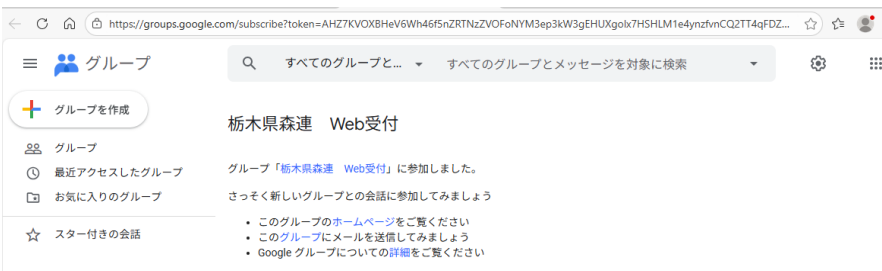 https://groups.google.com/subscribe?token=AHZ7KVOXBHeV6Wh46f5nZRTNzZVOFoNYM3ep3kW3gEHUXgolx7HSHLM1e4ynzfvnCQ2TT4qFDZ...
グループ
すべてのグループと... すべてのグループとメッセージを対象に検索
グループを作成
グループ
最近アクセスしたグループ
お気に入りのグループ
スター付きの会話
栃木県森連　Web受付
グループ「栃木県森連　Web受付」に参加しました。
さっそく新しいグループとの会話に参加してみましょう
• このグループのホームページをご覧ください
• このグループにメールを送信してみましょう
• Google グループについての詳細をご覧ください